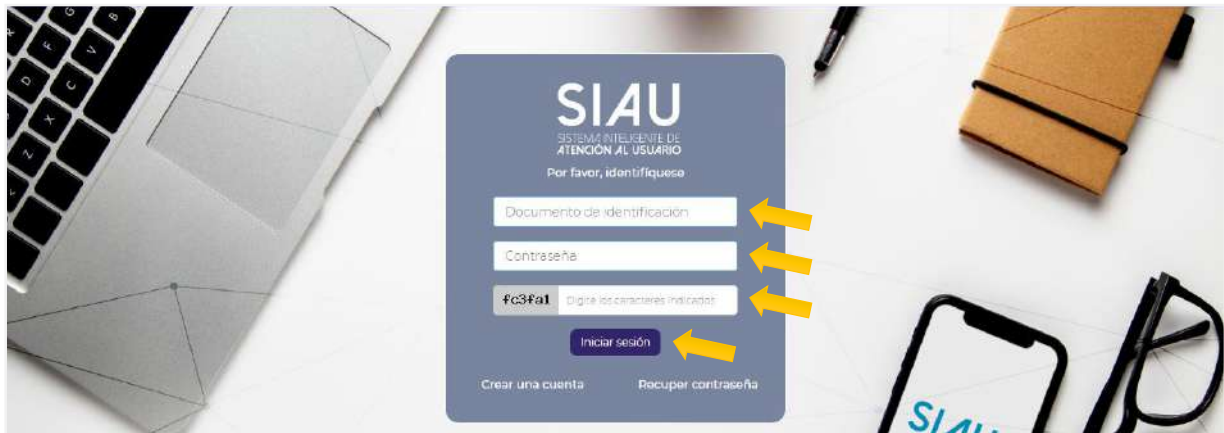 SIAU
SISTEMA INTELIGENTE DE
ATENCIÓN AL USUARIO
Por favor, identifíquese
Documento de identificación
Contraseña
fc3fa1 Digite los caracteres indicados
Iniciar sesión
Crear una cuenta Recuper contraseña
SIAU